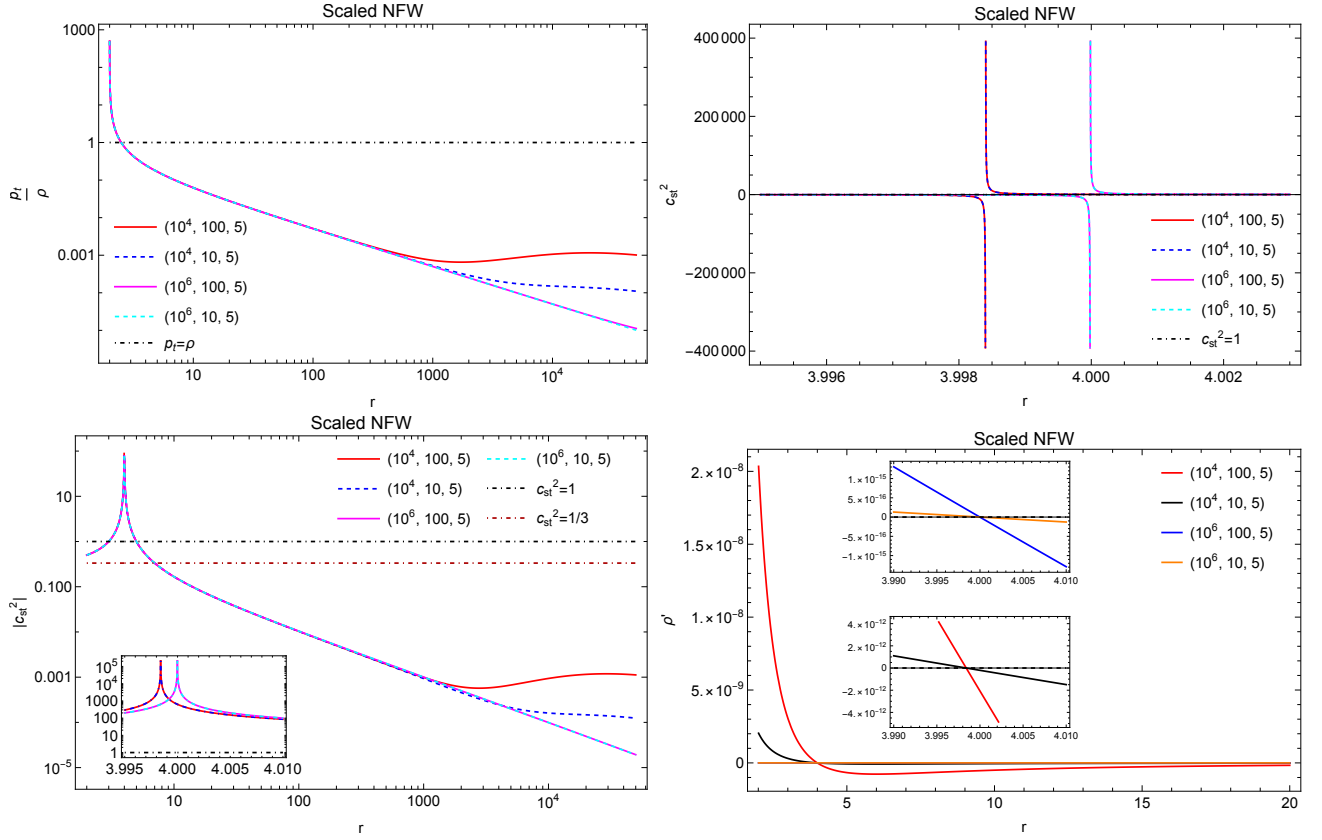 Scaled NFW
1000
1
0.001
p_t/ρ
(10^4, 100, 5)
(10^4, 10, 5)
(10^6, 100, 5)
(10^6, 10, 5)
p_t=ρ
10 100 1000 10^4
r
Scaled NFW
400 000
200 000
0
-200 000
-400 000
c_st^2
(10^4, 100, 5)
(10^4, 10, 5)
(10^6, 100, 5)
(10^6, 10, 5)
c_st^2=1
3.996 3.998 4.000 4.002
r
Scaled NFW
10
0.100
0.001
10^-5
|c_st^2|
(10^4, 100, 5) (10^6, 10, 5)
(10^4, 10, 5) c_st^2=1
(10^6, 100, 5) c_st^2=1/3
10^5
10^4
1000
100
10
1
3.995 4.000 4.005 4.010
10 100 1000 10^4
r
Scaled NFW
2.×10^-8
1.5×10^-8
1.×10^-8
5.×10^-9
0
ρ'
(10^4, 100, 5)
(10^4, 10, 5)
(10^6, 100, 5)
(10^6, 10, 5)
1.×10^-15
5.×10^-16
0
-5.×10^-16
-1.×10^-15
3.990 3.995 4.000 4.005 4.010
4.×10^-12
2.×10^-12
0
-2.×10^-12
-4.×10^-12
3.990 3.995 4.000 4.005 4.010
5 10 15 20
r